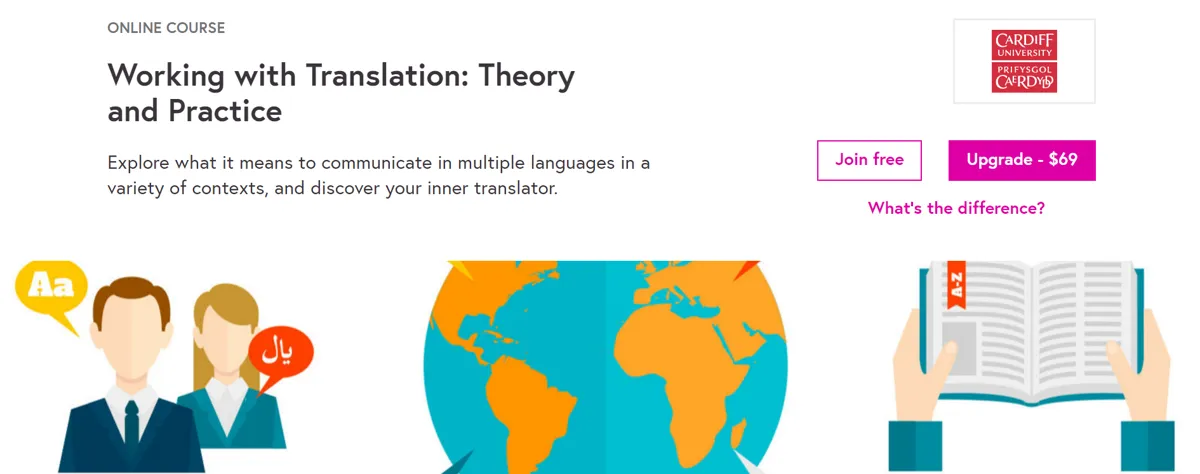 ONLINE COURSE
Working with Translation: Theory
and Practice
Explore what it means to communicate in multiple languages in a
variety of contexts, and discover your inner translator.
CARDIFF
UNIVERSITY
PRIFYSGOL
CAERDYDD
Join free
Upgrade - $69
What's the difference?
Aa
يال
A-Z